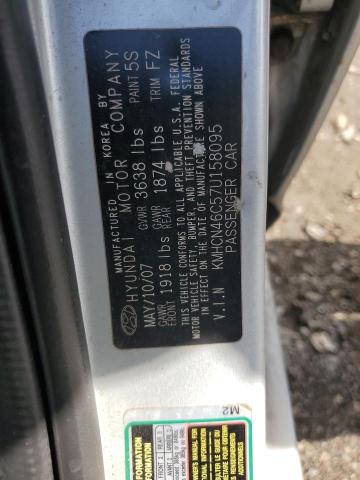 MANUFACTURED IN KOREA BY
HYUNDAI MOTOR COMPANY
MAY/10/07 GVWR 3638 lbs PAINT 5S
GAWR FRONT 1918 lbs GAWR REAR 1874 lbs TRIM FZ
THIS VEHICLE CONFORMS TO ALL APPLICABLE U.S.A. FEDERAL
MOTOR VEHICLE SAFETY, BUMPER, AND THEFT PREVENTION STANDARDS
IN EFFECT ON THE DATE OF MANUFACTURE SHOWN ABOVE
V.I.N KMHCN46C57U158095
PASSENGER CAR
M2